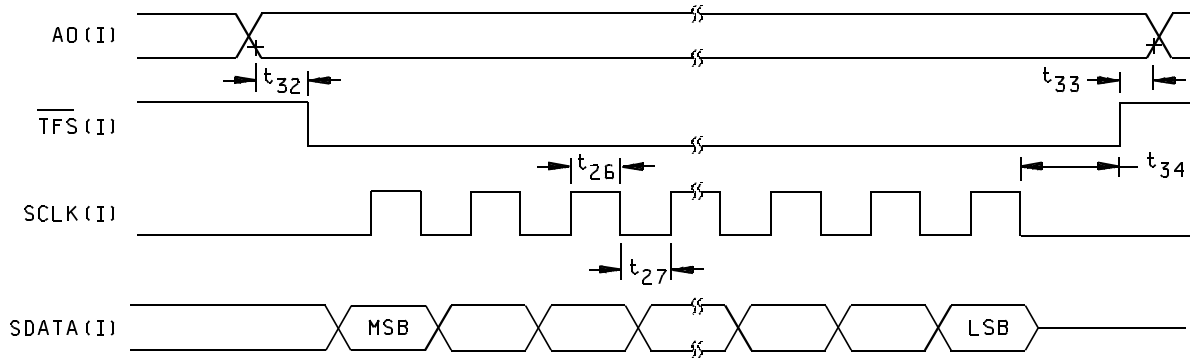 A0(I)
t32
t33
TFS(I)
t26
t34
SCLK(I)
t27
SDATA(I)
MSB
LSB